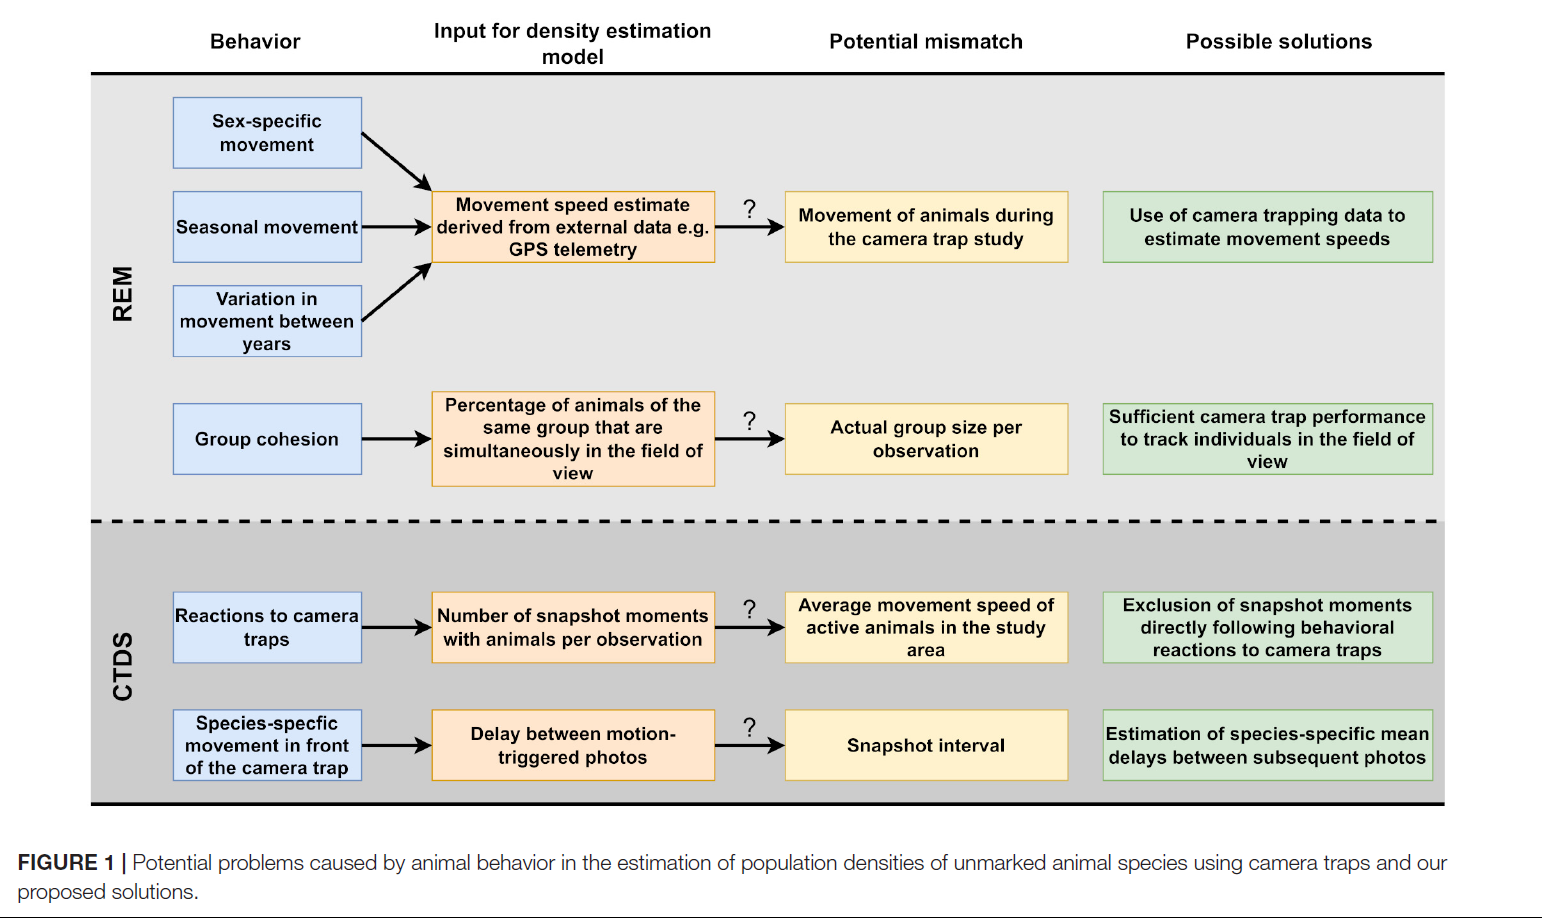 Behavior
Input for density estimation
model
Potential mismatch
Possible solutions
REM
Sex-specific
movement
Seasonal movement
Variation in
movement between
years
Movement speed estimate
derived from external data e.g.
GPS telemetry
?
Movement of animals during
the camera trap study
Use of camera trapping data to
estimate movement speeds
Group cohesion
Percentage of animals of the
same group that are
simultaneously in the field of
view
?
Actual group size per
observation
Sufficient camera trap performance
to track individuals in the field of
view
CTDS
Reactions to camera
traps
Number of snapshot moments
with animals per observation
?
Average movement speed of
active animals in the study
area
Exclusion of snapshot moments
directly following behavioral
reactions to camera traps
Species-specfic
movement in front
of the camera trap
Delay between motion-
triggered photos
?
Snapshot interval
Estimation of species-specific mean
delays between subsequent photos
FIGURE 1 | Potential problems caused by animal behavior in the estimation of population densities of unmarked animal species using camera traps and our
proposed solutions.